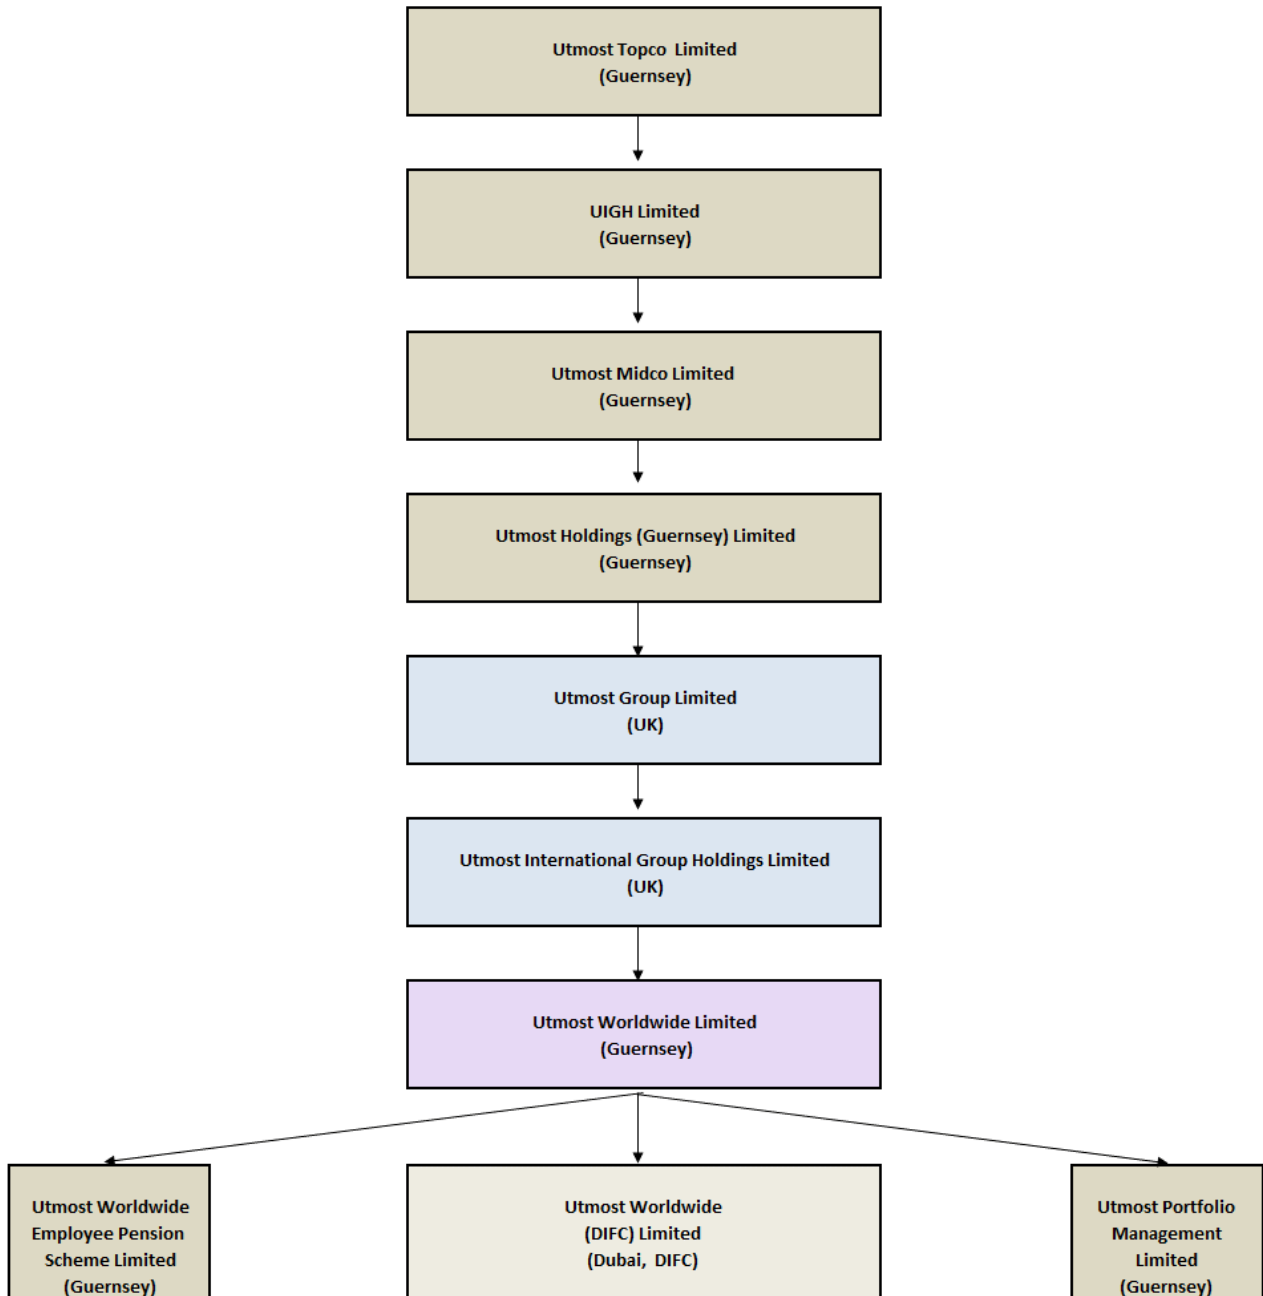 Utmost Topco Limited
(Guernsey)
UIGH Limited
(Guernsey)
Utmost Midco Limited
(Guernsey)
Utmost Holdings (Guernsey) Limited
(Guernsey)
Utmost Group Limited
(UK)
Utmost International Group Holdings Limited
(UK)
Utmost Worldwide Limited
(Guernsey)
Utmost Worldwide
Employee Pension
Scheme Limited
(Guernsey)
Utmost Worldwide
(DIFC) Limited
(Dubai, DIFC)
Utmost Portfolio
Management
Limited
(Guernsey)